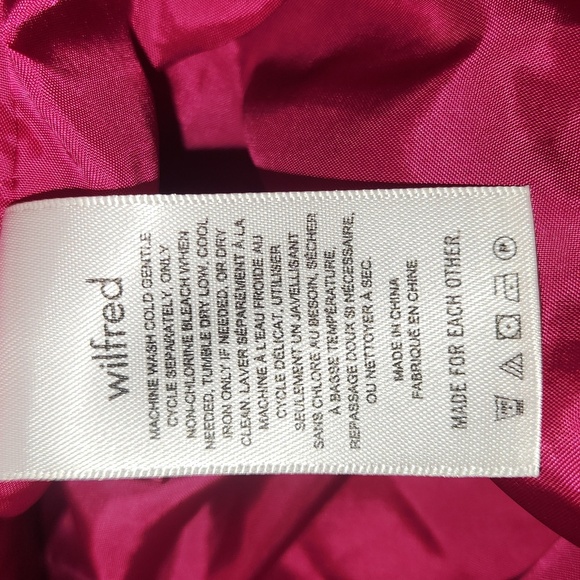 wilfred
MACHINE WASH COLD GENTLE
CYCLE SEPARATELY, ONLY
NON-CHLORINE BLEACH WHEN
NEEDED, TUMBLE DRY LOW, COOL
IRON ONLY IF NEEDED, OR DRY
CLEAN. LAVER SÉPAREMENT À LA
MACHINE À L'EAU FROIDE AU
CYCLE DÉLICAT, UTILISER
SEULEMENT UN JAVELLISANT
SANS CHLORE AU BESOIN, SÉCHER
À BASSE TEMPÉRATURE,
REPASSAGE DOUX SI NÉCESSAIRE,
OU NETTOYER À SEC.
MADE IN CHINA
FABRIQUÉ EN CHINE
MADE FOR EACH OTHER.